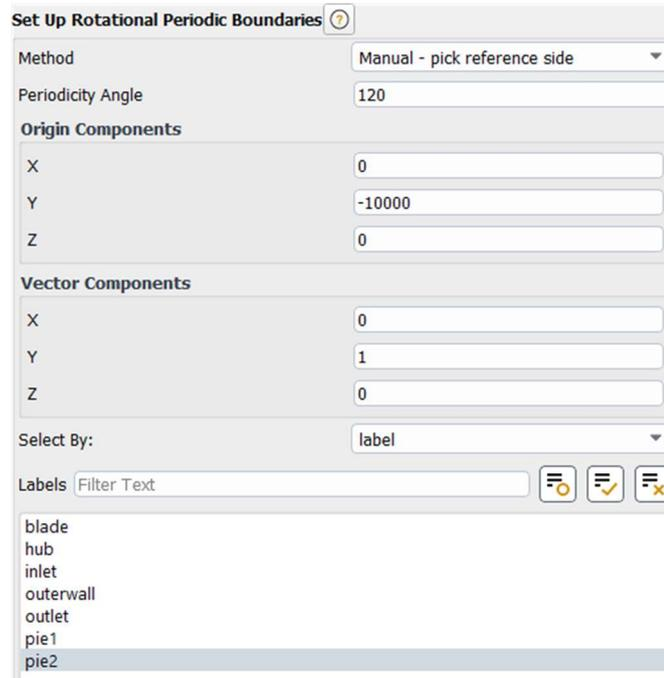 Set Up Rotational Periodic Boundaries ?
Method Manual - pick reference side
Periodicity Angle 120
Origin Components
X 0
Y -10000
Z 0
Vector Components
X 0
Y 1
Z 0
Select By: label
Labels Filter Text
blade
hub
inlet
outerwall
outlet
pie1
pie2